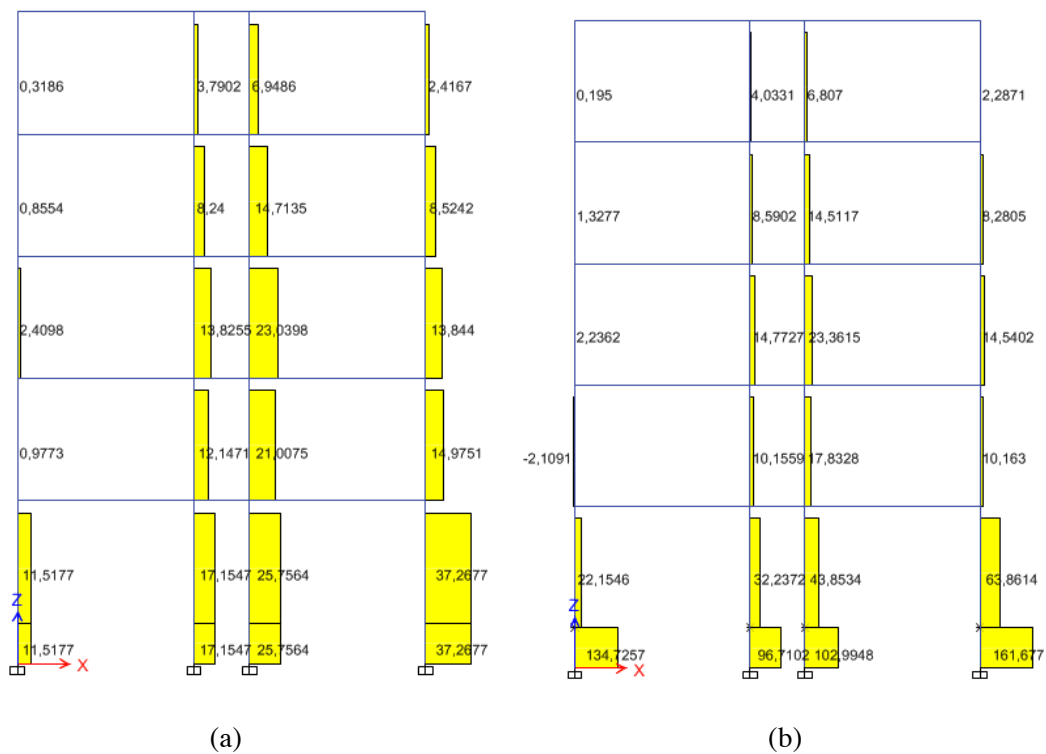 0,3186 3,7902 6,9486 2,4167
0,8554 8,24 14,7135 8,5242
2,4098 13,8255 23,0398 13,844
0,9773 12,1471 21,0075 14,9751
11,5177 17,1547 25,7564 37,2677
Z
11,5177 17,1547 25,7564 37,2677
X
(a)
0,195 4,0331 6,807 2,2871
1,3277 8,5902 14,5117 8,2805
2,2362 14,7727 23,3615 14,5402
-2,1091 10,1559 17,8328 10,163
22,1546 32,2372 43,8534 63,8614
Z
134,7257 96,7102 102,9948 161,677
X
(b)